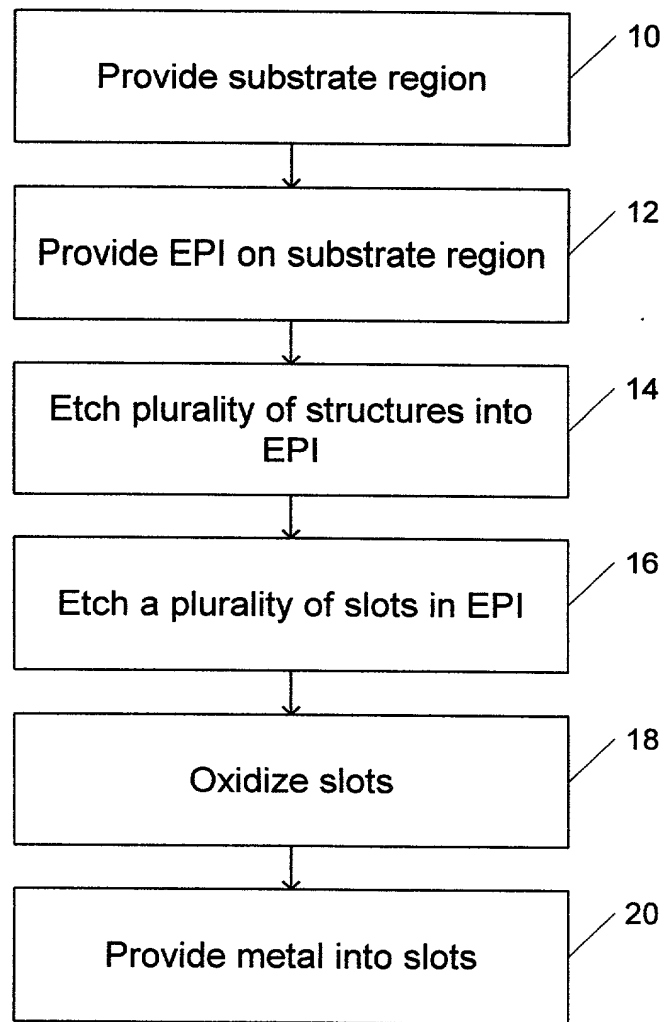 Provide substrate region
10
Provide EPI on substrate region
12
Etch plurality of structures into
EPI
14
Etch a plurality of slots in EPI
16
Oxidize slots
18
Provide metal into slots
20